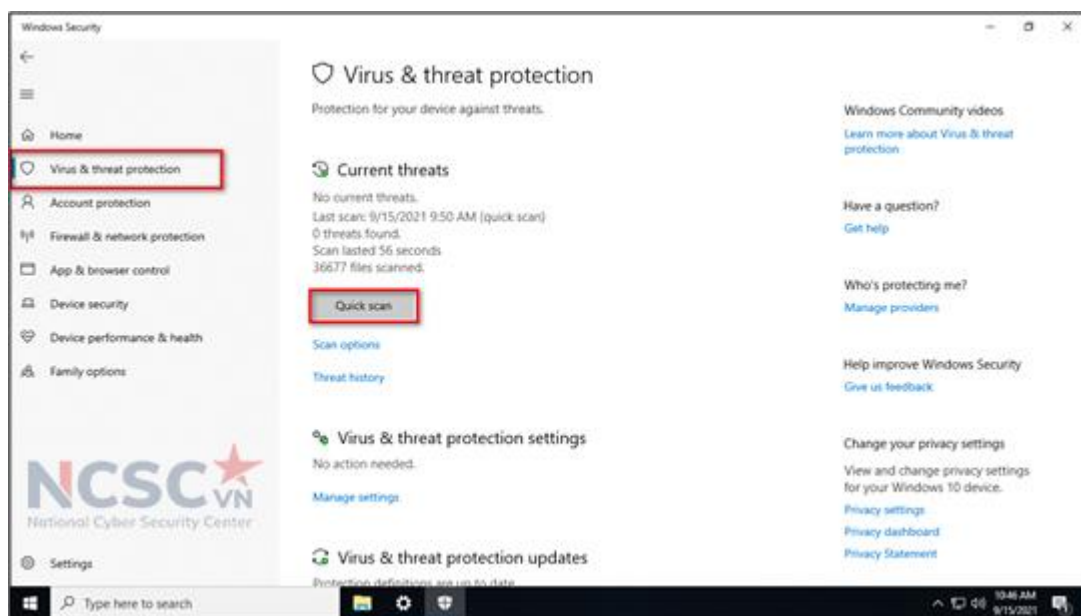 Windows Security
Home
Virus & threat protection
Account protection
Firewall & network protection
App & browser control
Device security
Device performance & health
Family options
NCSC VN
National Cyber Security Center
Settings
Virus & threat protection
Protection for your device against threats.
Current threats
No current threats.
Last scan: 9/15/2021 9:50 AM (quick scan)
0 threats found.
Scan lasted 56 seconds
36677 files scanned.
Quick scan
Scan options
Threat history
Virus & threat protection settings
No action needed.
Manage settings
Virus & threat protection updates
Protection definitions are up to date.
Windows Community videos
Learn more about Virus & threat
protection
Have a question?
Get help
Who's protecting me?
Manage providers
Help improve Windows Security
Give us feedback
Change your privacy settings
View and change privacy settings
for your Windows 10 device.
Privacy settings
Privacy dashboard
Privacy Statement
Type here to search
10:46 AM
9/15/2021